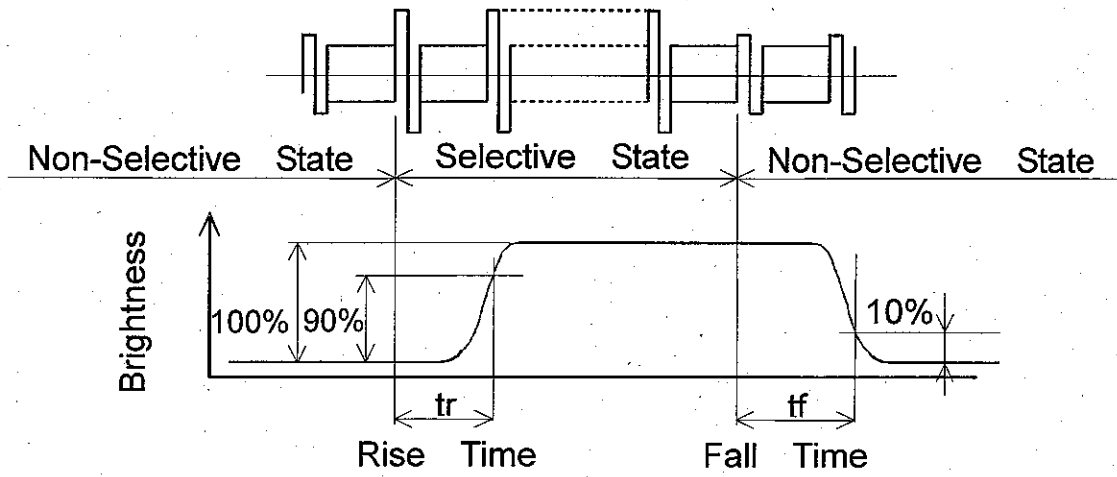 Non-Selective State Selective State Non-Selective State
Brightness
100% 90%
10%
tr
tf
Rise Time
Fall Time